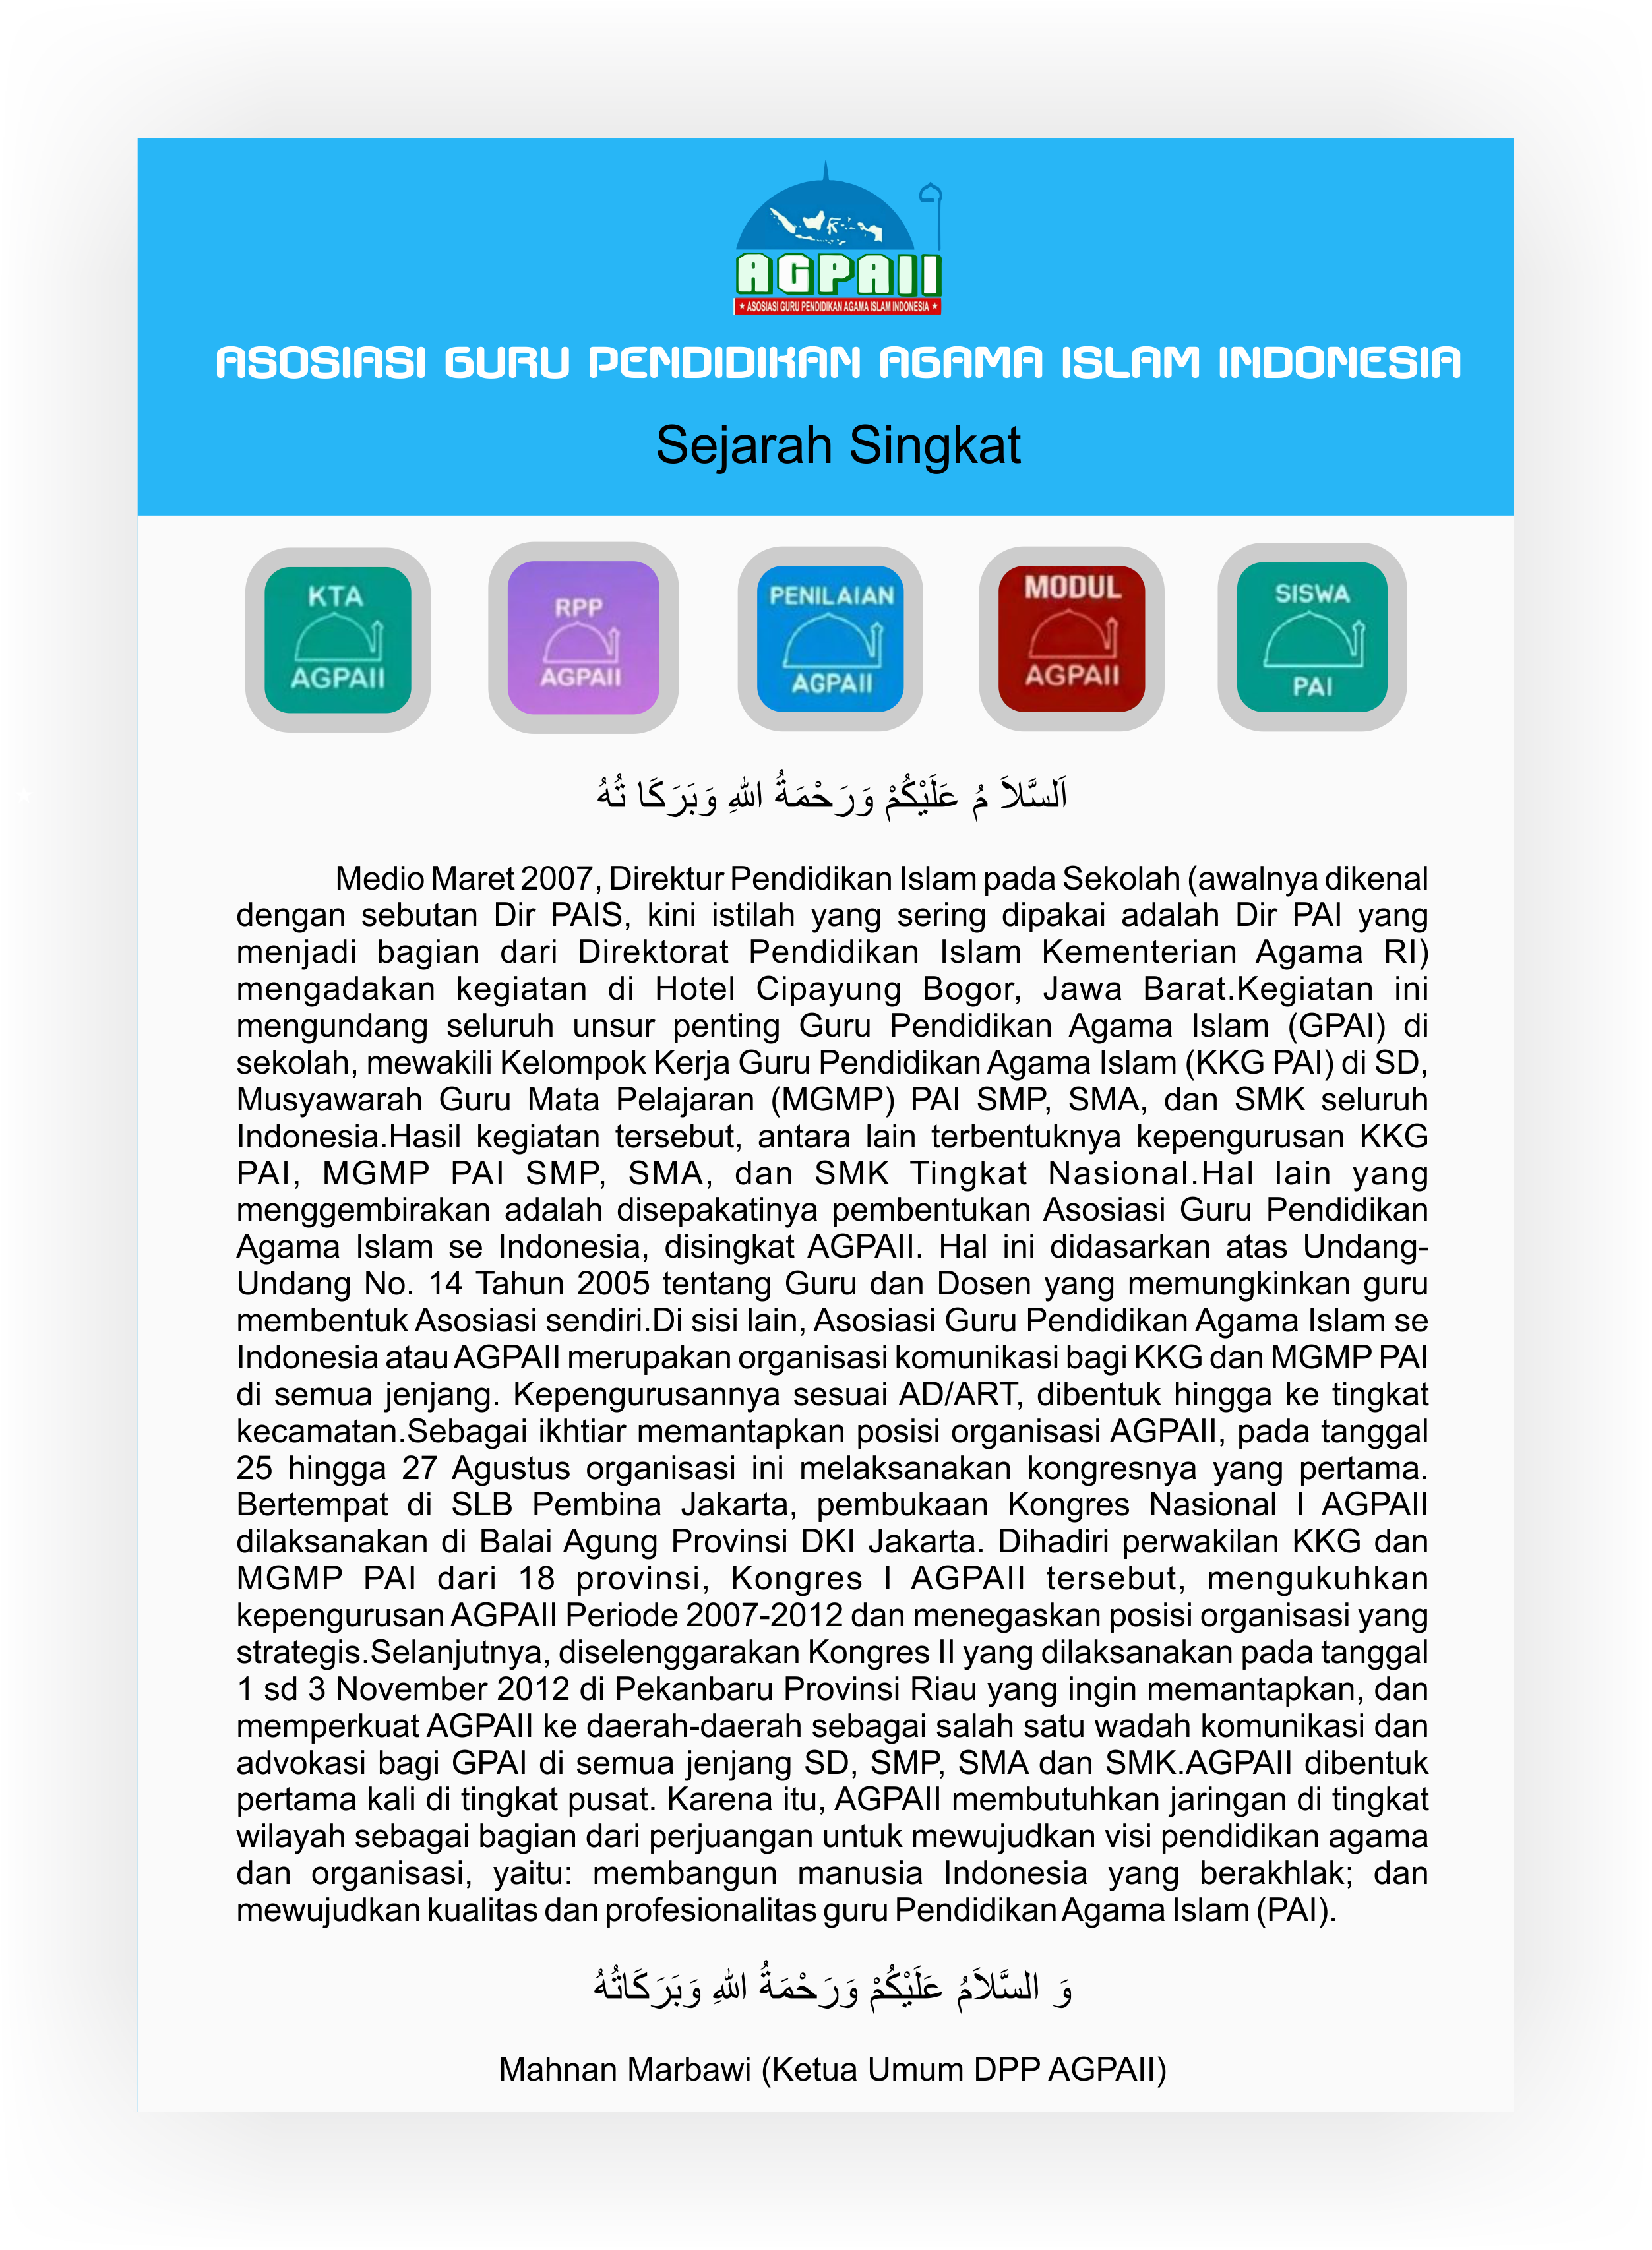 AGPAII
★ ASOSIASI GURU PENDIDIKAN AGAMA ISLAM INDONESIA ★
ASOSIASI GURU PENDIDIKAN AGAMA ISLAM INDONESIA
Sejarah Singkat
KTA
AGPAII
RPP
AGPAII
PENILAIAN
AGPAII
MODUL
AGPAII
SISWA
PAI
اَلسَّلاَ مُ عَلَيْكُمْ وَرَحْمَةُ اللهِ وَبَرَكَا تُهُ
Medio Maret 2007, Direktur Pendidikan Islam pada Sekolah (awalnya dikenal
dengan sebutan Dir PAIS, kini istilah yang sering dipakai adalah Dir PAI yang
menjadi bagian dari Direktorat Pendidikan Islam Kementerian Agama RI)
mengadakan kegiatan di Hotel Cipayung Bogor, Jawa Barat.Kegiatan ini
mengundang seluruh unsur penting Guru Pendidikan Agama Islam (GPAI) di
sekolah, mewakili Kelompok Kerja Guru Pendidikan Agama Islam (KKG PAI) di SD,
Musyawarah Guru Mata Pelajaran (MGMP) PAI SMP, SMA, dan SMK seluruh
Indonesia.Hasil kegiatan tersebut, antara lain terbentuknya kepengurusan KKG
PAI, MGMP PAI SMP, SMA, dan SMK Tingkat Nasional.Hal lain yang
menggembirakan adalah disepakatinya pembentukan Asosiasi Guru Pendidikan
Agama Islam se Indonesia, disingkat AGPAII. Hal ini didasarkan atas Undang-
Undang No. 14 Tahun 2005 tentang Guru dan Dosen yang memungkinkan guru
membentuk Asosiasi sendiri.Di sisi lain, Asosiasi Guru Pendidikan Agama Islam se
Indonesia atau AGPAII merupakan organisasi komunikasi bagi KKG dan MGMP PAI
di semua jenjang. Kepengurusannya sesuai AD/ART, dibentuk hingga ke tingkat
kecamatan.Sebagai ikhtiar memantapkan posisi organisasi AGPAII, pada tanggal
25 hingga 27 Agustus organisasi ini melaksanakan kongresnya yang pertama.
Bertempat di SLB Pembina Jakarta, pembukaan Kongres Nasional I AGPAII
dilaksanakan di Balai Agung Provinsi DKI Jakarta. Dihadiri perwakilan KKG dan
MGMP PAI dari 18 provinsi, Kongres I AGPAII tersebut, mengukuhkan
kepengurusan AGPAII Periode 2007-2012 dan menegaskan posisi organisasi yang
strategis.Selanjutnya, diselenggarakan Kongres II yang dilaksanakan pada tanggal
1 sd 3 November 2012 di Pekanbaru Provinsi Riau yang ingin memantapkan, dan
memperkuat AGPAII ke daerah-daerah sebagai salah satu wadah komunikasi dan
advokasi bagi GPAI di semua jenjang SD, SMP, SMA dan SMK.AGPAII dibentuk
pertama kali di tingkat pusat. Karena itu, AGPAII membutuhkan jaringan di tingkat
wilayah sebagai bagian dari perjuangan untuk mewujudkan visi pendidikan agama
dan organisasi, yaitu: membangun manusia Indonesia yang berakhlak; dan
mewujudkan kualitas dan profesionalitas guru Pendidikan Agama Islam (PAI).
وَ السَّلاَمُ عَلَيْكُمْ وَرَحْمَةُ اللهِ وَبَرَكَاتُهُ
Mahnan Marbawi (Ketua Umum DPP AGPAII)